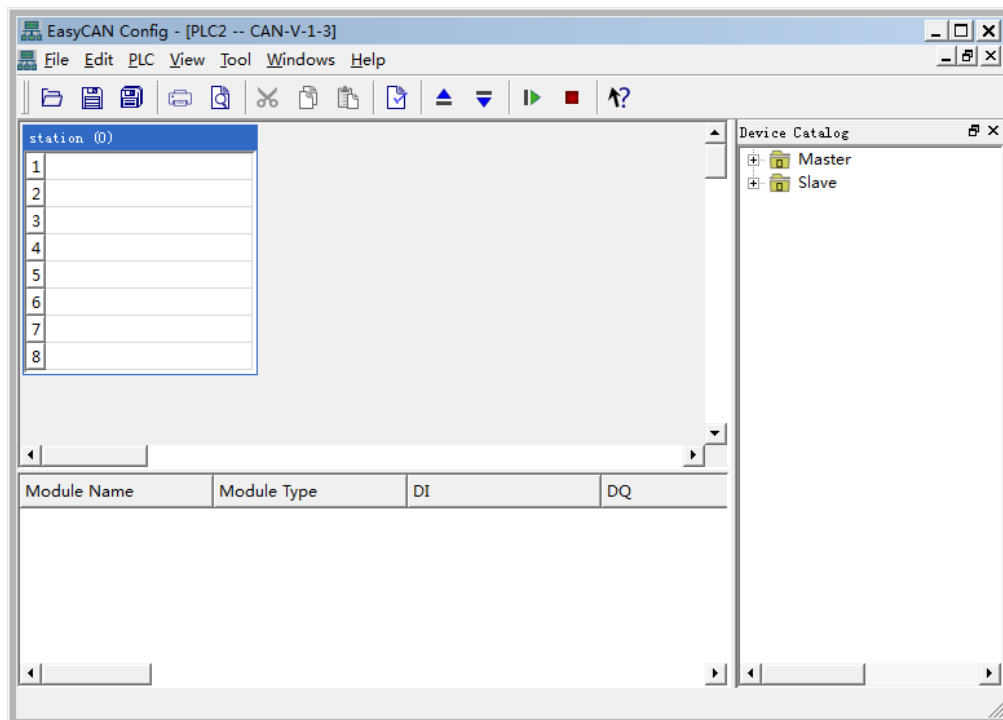 EasyCAN Config - [PLC2 -- CAN-V-1-3]
File Edit PLC View Tool Windows Help
station (0)
1
2
3
4
5
6
7
8
Device Catalog
Master
Slave
Module Name Module Type DI DQ